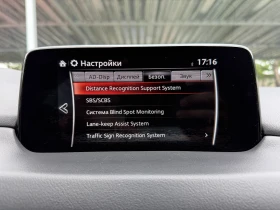 Настройки 17:16
AD-Disp Дисплей Безоп. Звук
Distance Recognition Support System
SBS/SCBS
Система Blind Spot Monitoring
Lane-keep Assist System
Traffic Sign Recognition System